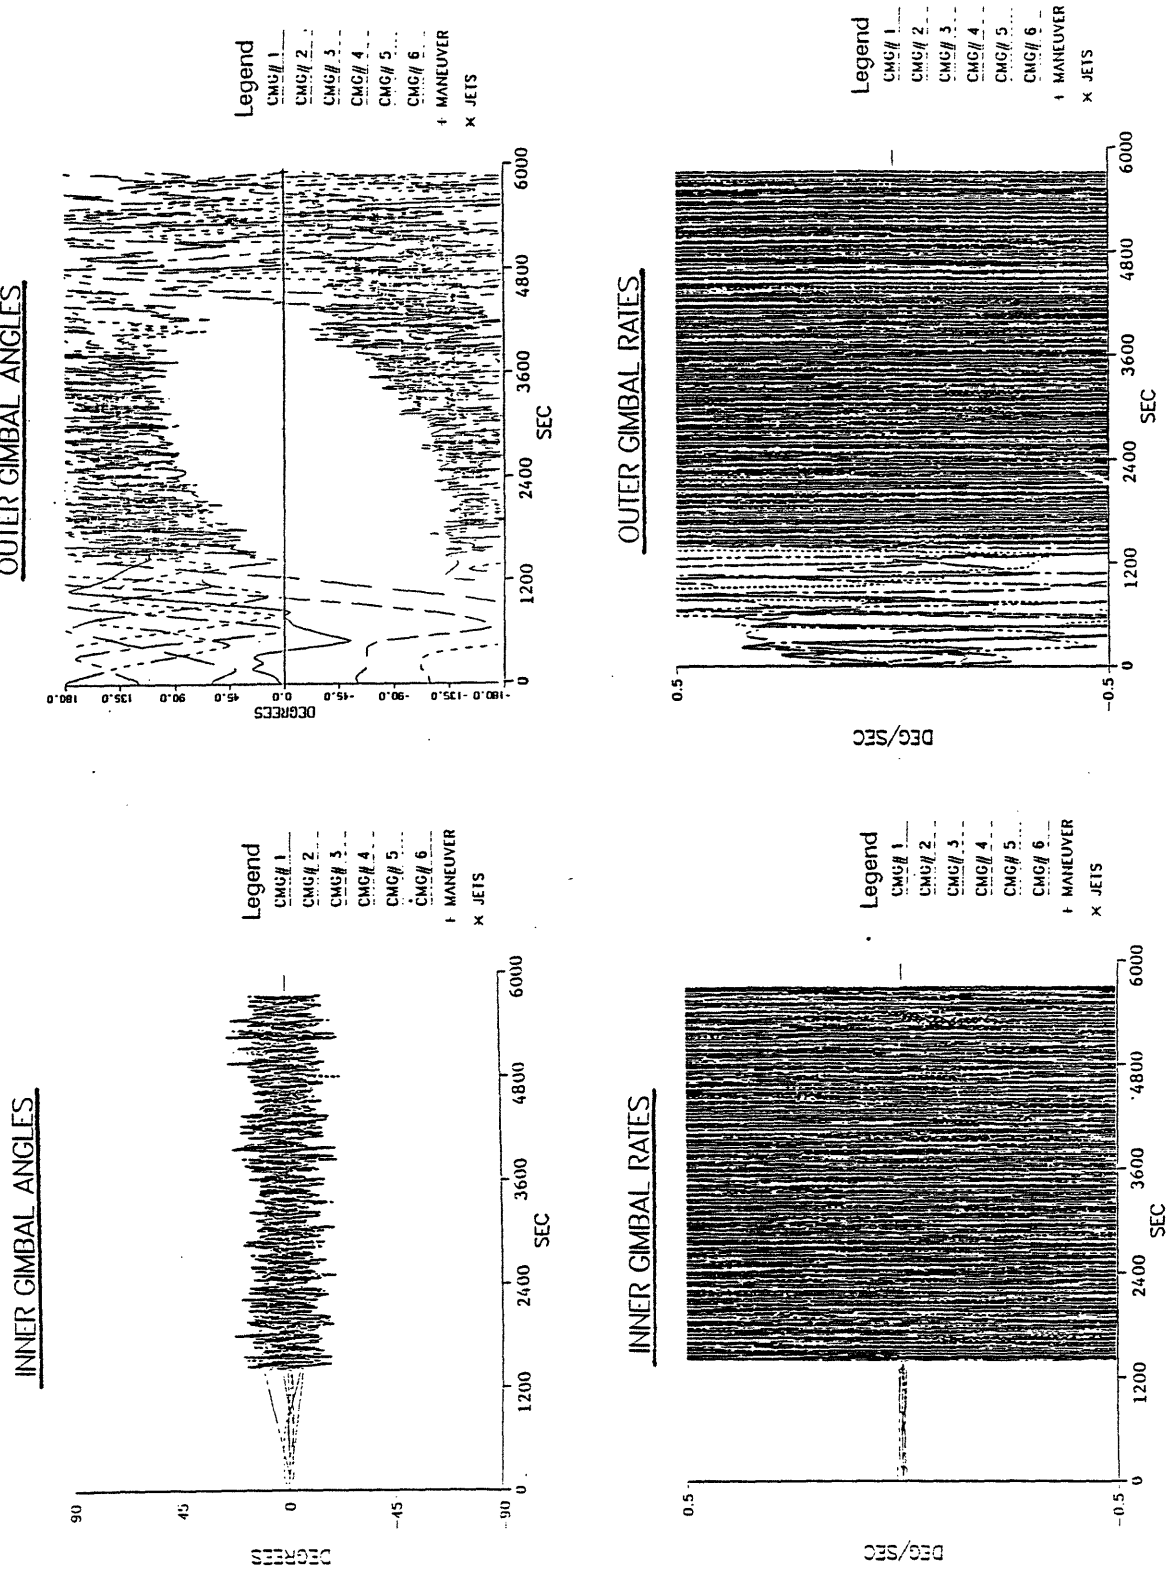 INNER GIMBAL ANGLES
DEGREES
90
45
0
-45
-90
0
1200
2400
3600
4800
6000
SEC
Legend
CMG# 1
CMG# 2
CMG# 3
CMG# 4
CMG# 5
CMG# 6
+ MANEUVER
× JETS
OUTER GIMBAL ANGLES
DEGREES
180.0
135.0
90.0
45.0
0.0
-45.0
-90.0
-135.0
-180.0
0
1200
2400
3600
4800
6000
SEC
Legend
CMG# 1
CMG# 2
CMG# 3
CMG# 4
CMG# 5
CMG# 6
+ MANEUVER
× JETS
INNER GIMBAL RATES
DEG/SEC
0.5
-0.5
0
1200
2400
3600
4800
6000
SEC
Legend
CMG# 1
CMG# 2
CMG# 3
CMG# 4
CMG# 5
CMG# 6
+ MANEUVER
× JETS
OUTER GIMBAL RATES
DEG/SEC
0.5
-0.5
0
1200
2400
3600
4800
6000
SEC
Legend
CMG# 1
CMG# 2
CMG# 3
CMG# 4
CMG# 5
CMG# 6
+ MANEUVER
× JETS